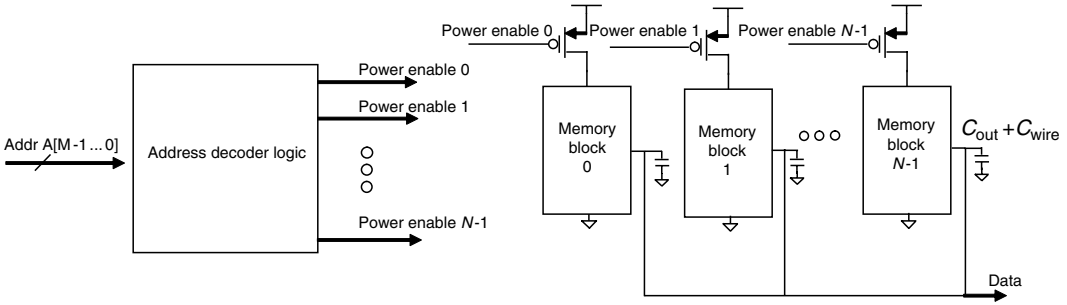 Power enable 0
Power enable 1
Power enable N-1
Power enable 0
Power enable 1
Addr A[M-1...0]
Address decoder logic
Power enable N-1
Memory
block
0
Memory
block
1
Memory
block
N-1
Cout + Cwire
Data